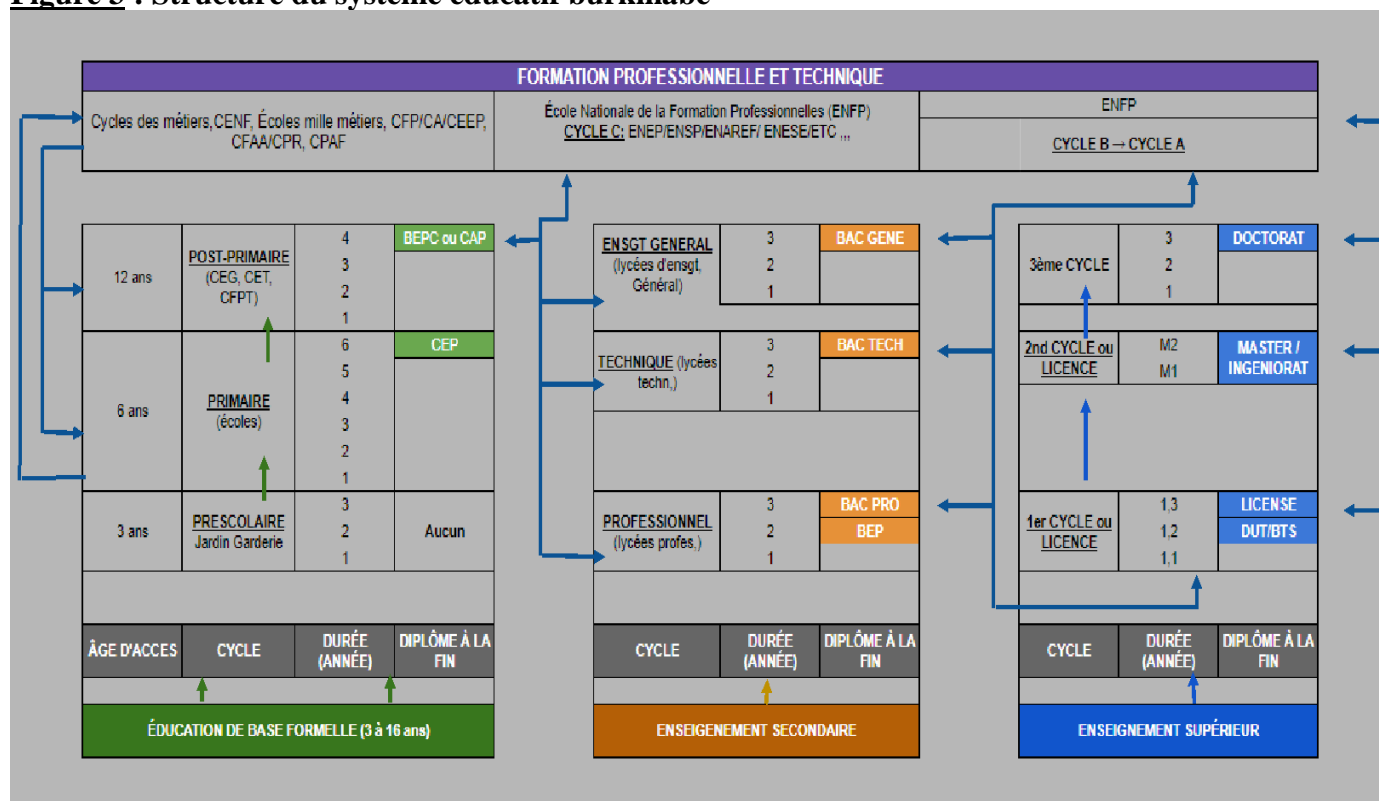 Figure 3 : Structure du système éducatif burkinabè
FORMATION PROFESSIONNELLE ET TECHNIQUE
Cycles des métiers,CENF, Écoles mille métiers, CFP/CA/CEEP,
CFAA/CPR, CPAF
École Nationale de la Formation Professionnelles (ENFP)
CYCLE C: ENEP/ENSP/ENAREF/ ENESE/ETC ,,,
ENFP
CYCLE B → CYCLE A
12 ans
POST-PRIMAIRE
(CEG, CET,
CFPT)
4
3
2
1
BEPC ou CAP
6 ans
PRIMAIRE
(écoles)
6
5
4
3
2
1
CEP
3 ans
PRESCOLAIRE
Jardin Garderie
3
2
1
Aucun
ÂGE D'ACCES
CYCLE
DURÉE
(ANNÉE)
DIPLÔME À LA
FIN
ÉDUCATION DE BASE FORMELLE (3 à 16 ans)
ENSGT GENERAL
(lycées d'ensgt,
Général)
3
2
1
BAC GENE
TECHNIQUE (lycées
techn,)
3
2
1
BAC TECH
PROFESSIONNEL
(lycées profes,)
3
2
1
BAC PRO
BEP
CYCLE
DURÉE
(ANNÉE)
DIPLÔME À LA
FIN
ENSEIGENEMENT SECONDAIRE
3ème CYCLE
3
2
1
DOCTORAT
2nd CYCLE ou
LICENCE
M2
M1
MASTER /
INGENIORAT
1er CYCLE ou
LICENCE
1,3
1,2
1,1
LICENSE
DUT/BTS
CYCLE
DURÉE
(ANNÉE)
DIPLÔME À LA
FIN
ENSEIGNEMENT SUPÉRIEUR